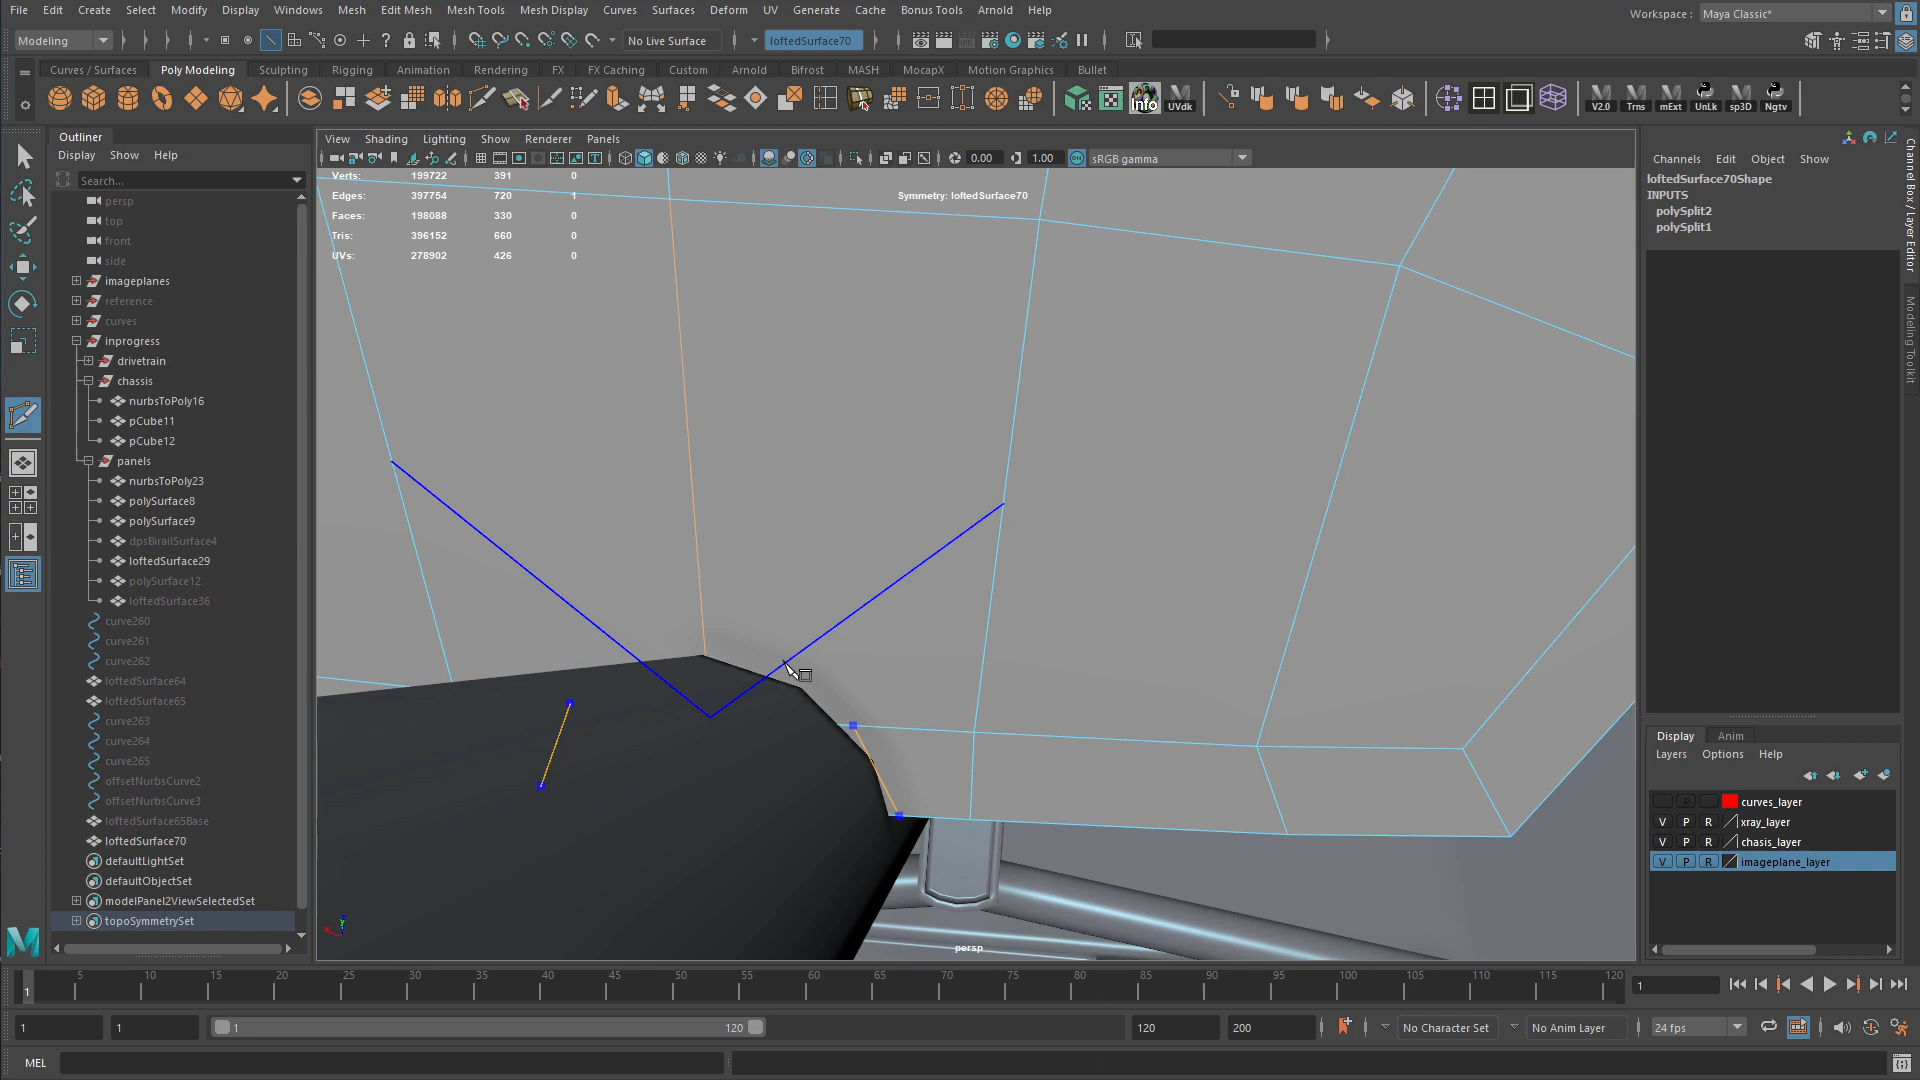 File Edit Create Select Modify Display Windows Mesh Edit Mesh Mesh Tools Mesh Display Curves Surfaces Deform UV Generate Cache Bonus Tools Arnold Help
Workspace : Maya Classic*
Modeling No Live Surface loftedSurface70
Curves / Surfaces Poly Modeling Sculpting Rigging Animation Rendering FX FX Caching Custom Arnold Bifrost MASH MocapX Motion Graphics Bullet
Info UVdk V2.0 Trns mExt UnLk sp3D Ngtv
Outliner
Display Show Help
Search...
persp
top
front
side
imageplanes
reference
curves
inprogress
drivetrain
chassis
nurbsToPoly16
pCube11
pCube12
panels
nurbsToPoly23
polySurface8
polySurface9
dpsBirailSurface4
loftedSurface29
polySurface12
loftedSurface36
curve260
curve261
curve262
loftedSurface64
loftedSurface65
curve263
curve264
curve265
offsetNurbsCurve2
offsetNurbsCurve3
loftedSurface65Base
loftedSurface70
defaultLightSet
defaultObjectSet
modelPanel2ViewSelectedSet
topoSymmetrySet
View Shading Lighting Show Renderer Panels
0.00 1.00 ON sRGB gamma
Verts: 199722 391 0
Edges: 397754 720 1
Faces: 198088 330 0
Tris: 396152 660 0
UVs: 278902 426 0
Symmetry: loftedSurface70
persp
Channels Edit Object Show
loftedSurface70Shape
INPUTS
polySplit2
polySplit1
Channel Box / Layer Editor
Modeling Toolkit
Display Anim
Layers Options Help
P curves_layer
V P R xray_layer
V P R chasis_layer
V P R imageplane_layer
1 5 10 15 20 25 30 35 40 45 50 55 60 65 70 75 80 85 90 95 100 105 110 115 120 1
1 1 1 120 120 200 No Character Set No Anim Layer 24 fps
MEL